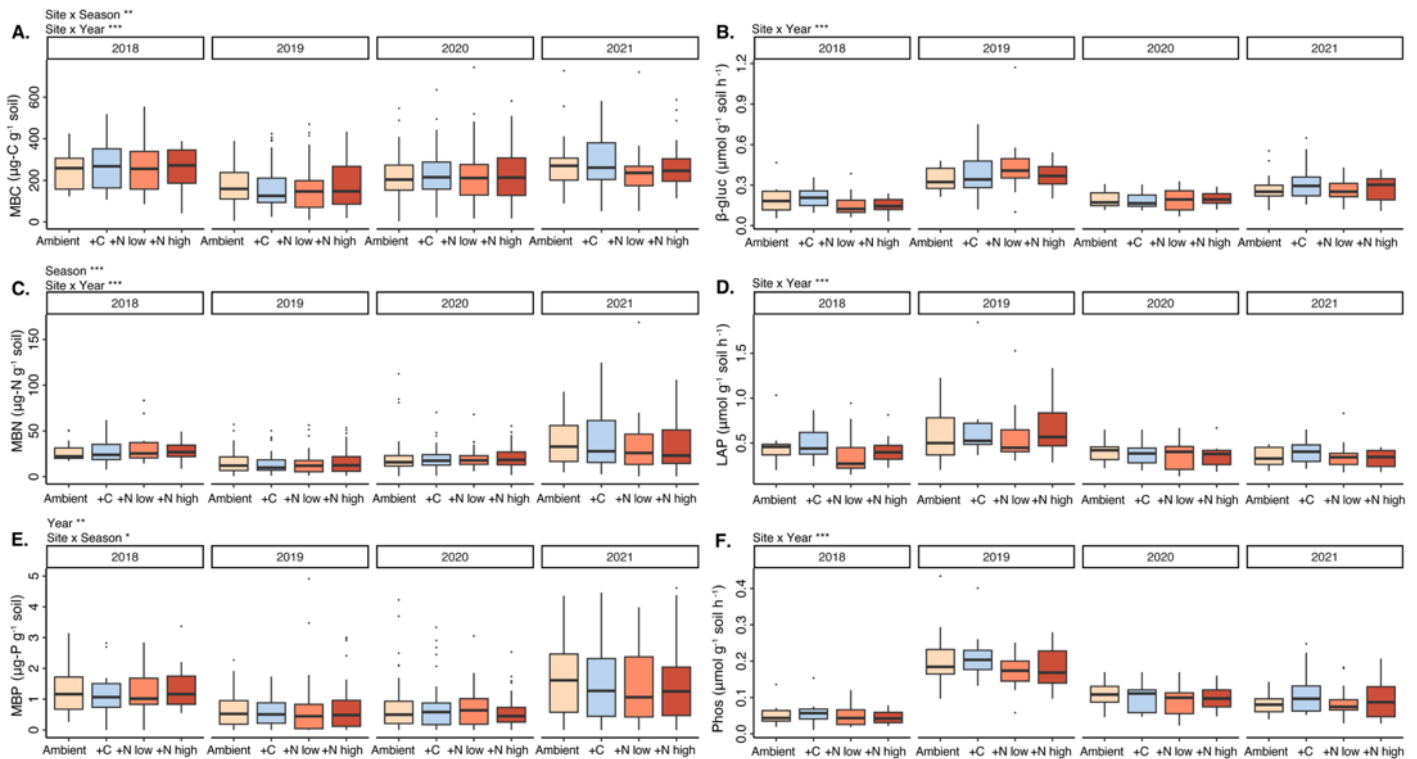 Site x Season **
Site x Year ***
A.
2018 2019 2020 2021
MBC (µg-C g⁻¹ soil)
600
400
200
0
Ambient +C +N low +N high Ambient +C +N low +N high Ambient +C +N low +N high Ambient +C +N low +N high
Site x Year ***
B.
2018 2019 2020 2021
β-gluc (µmol g⁻¹ soil h⁻¹)
1.2
0.9
0.6
0.3
0.0
Ambient +C +N low +N high Ambient +C +N low +N high Ambient +C +N low +N high Ambient +C +N low +N high
Season ***
Site x Year ***
C.
2018 2019 2020 2021
MBN (µg-N g⁻¹ soil)
150
100
50
0
Ambient +C +N low +N high Ambient +C +N low +N high Ambient +C +N low +N high Ambient +C +N low +N high
Site x Year ***
D.
2018 2019 2020 2021
LAP (µmol g⁻¹ soil h⁻¹)
1.5
1.0
0.5
Ambient +C +N low +N high Ambient +C +N low +N high Ambient +C +N low +N high Ambient +C +N low +N high
Year **
Site x Season *
E.
2018 2019 2020 2021
MBP (µg-P g⁻¹ soil)
5
4
3
2
1
0
Ambient +C +N low +N high Ambient +C +N low +N high Ambient +C +N low +N high Ambient +C +N low +N high
Site x Year ***
F.
2018 2019 2020 2021
Phos (µmol g⁻¹ soil h⁻¹)
0.4
0.3
0.2
0.1
0.0
Ambient +C +N low +N high Ambient +C +N low +N high Ambient +C +N low +N high Ambient +C +N low +N high